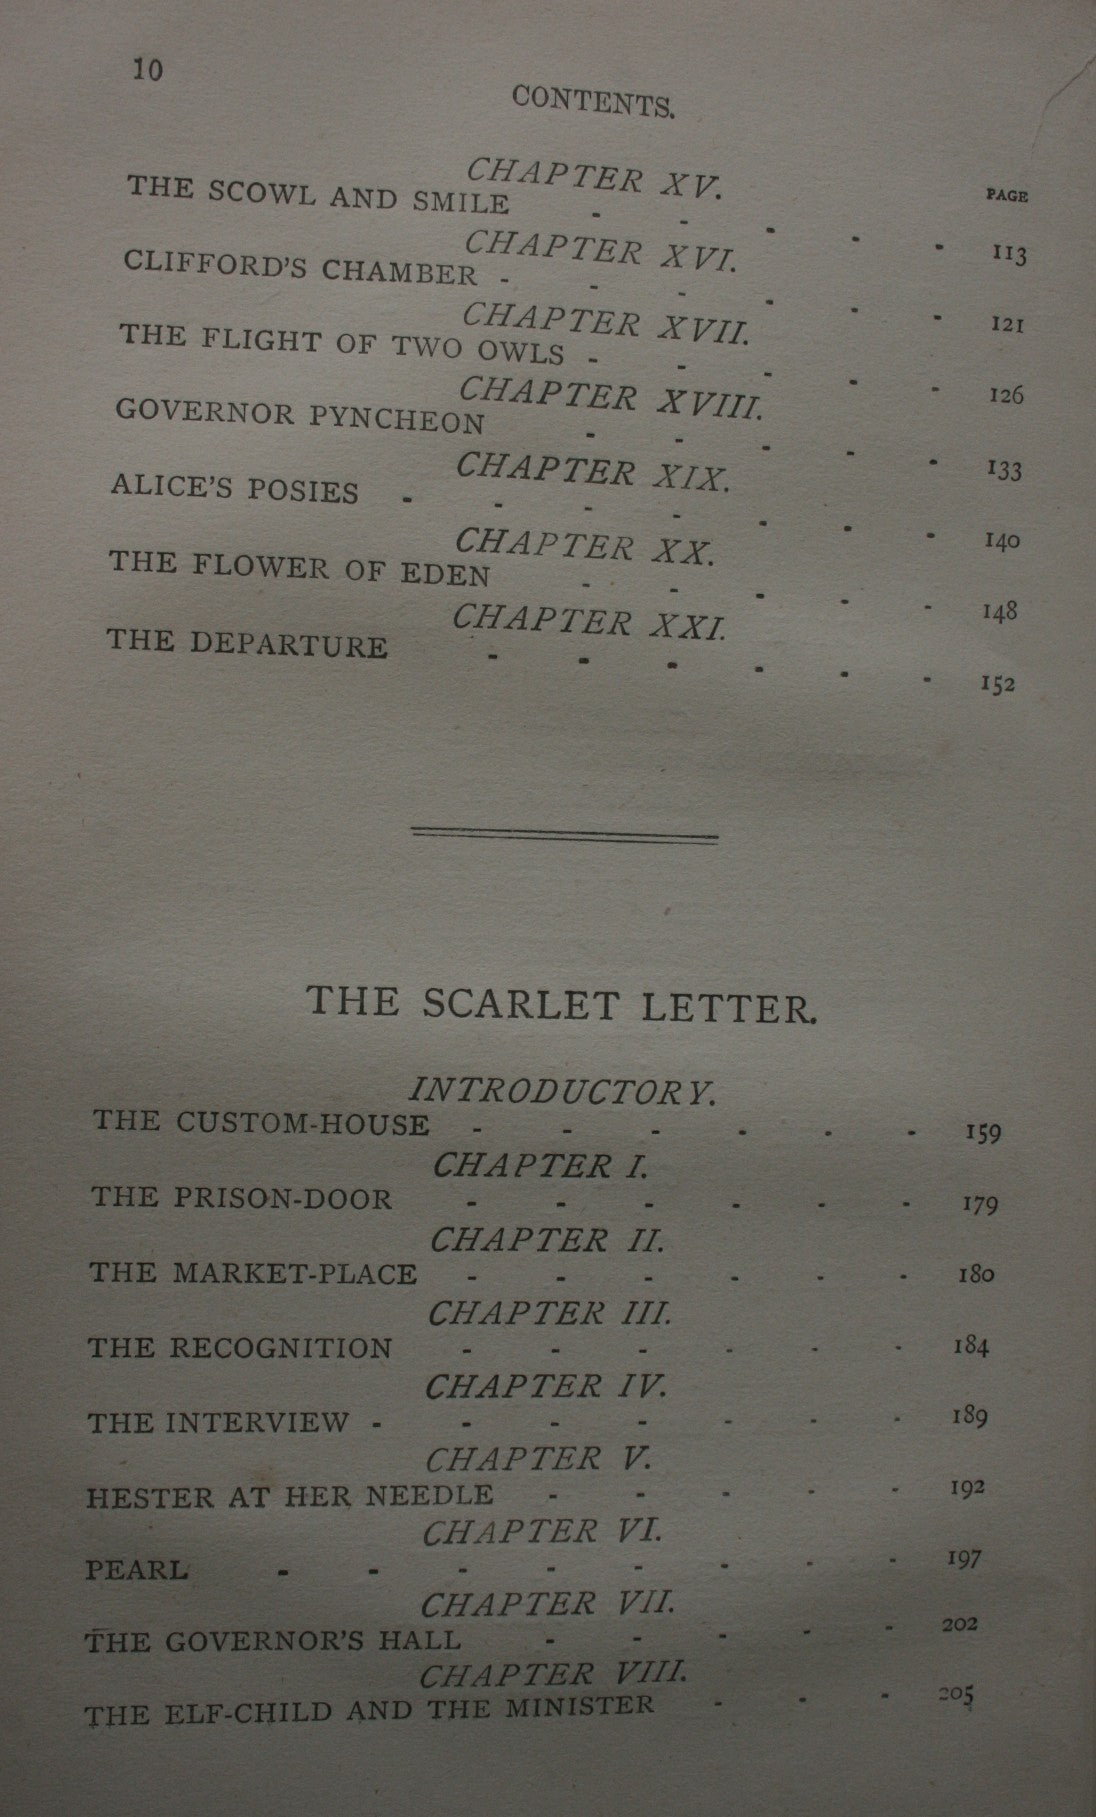 10
CONTENTS.
CHAPTER XV.
PAGE
THE SCOWL AND SMILE - - - - - 113
CHAPTER XVI.
CLIFFORD'S CHAMBER - - - - - - 121
CHAPTER XVII.
THE FLIGHT OF TWO OWLS - - - - - 126
CHAPTER XVIII.
GOVERNOR PYNCHEON - - - - - 133
CHAPTER XIX.
ALICE'S POSIES - - - - - - - 140
CHAPTER XX.
THE FLOWER OF EDEN - - - - - 148
CHAPTER XXI.
THE DEPARTURE - - - - - - 152
THE SCARLET LETTER.
INTRODUCTORY.
THE CUSTOM-HOUSE - - - - - - 159
CHAPTER I.
THE PRISON-DOOR - - - - - - 179
CHAPTER II.
THE MARKET-PLACE - - - - - - 180
CHAPTER III.
THE RECOGNITION - - - - - - 184
CHAPTER IV.
THE INTERVIEW - - - - - - - 189
CHAPTER V.
HESTER AT HER NEEDLE - - - - - 192
CHAPTER VI.
PEARL - - - - - - - - 197
CHAPTER VII.
THE GOVERNOR'S HALL - - - - - 202
CHAPTER VIII.
THE ELF-CHILD AND THE MINISTER - - - 205